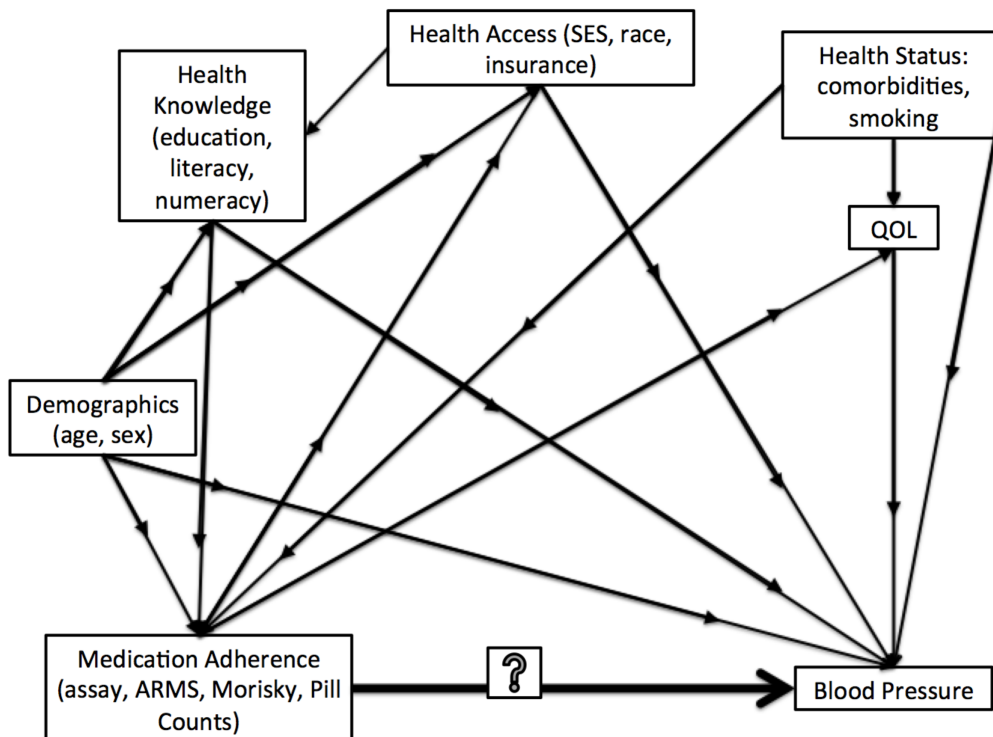 Health Access (SES, race,
insurance)
Health Status:
comorbidities,
smoking
Health
Knowledge
(education,
literacy,
numeracy)
QOL
Demographics
(age, sex)
Medication Adherence
(assay, ARMS, Morisky, Pill
Counts)
?
Blood Pressure